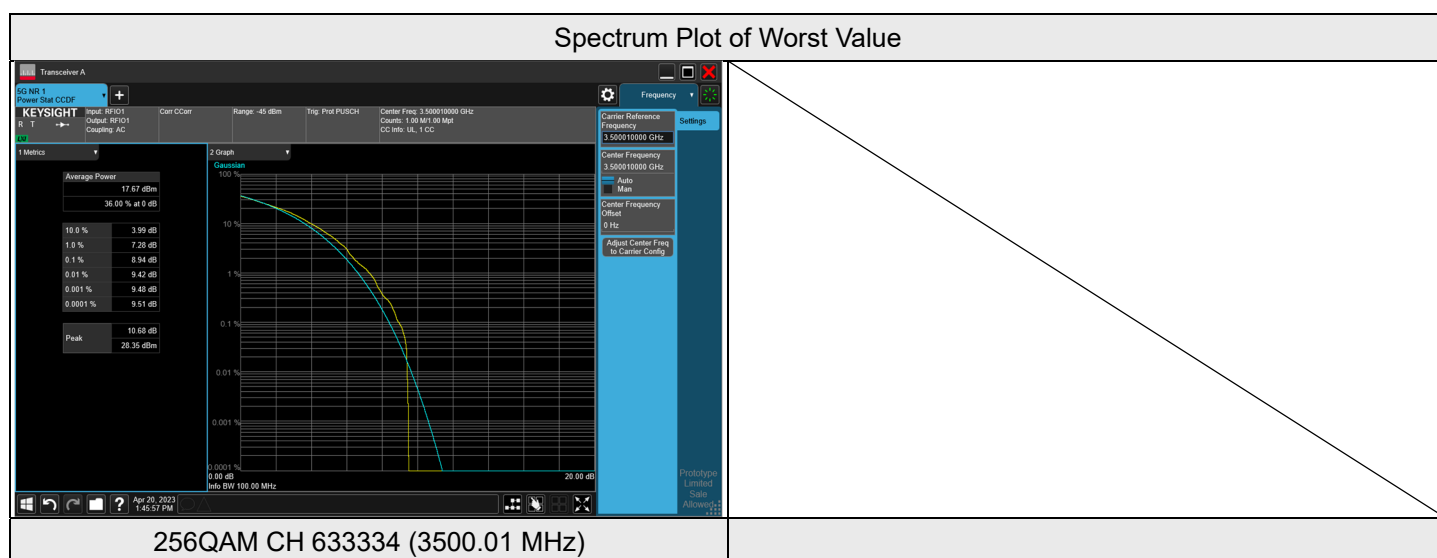 Spectrum Plot of Worst Value
Transceiver A
5G NR 1
Power Stat CCDF
+
Frequency
KEYSIGHT
R T
LXI
Input: RFIO1
Output: RFIO1
Coupling: AC
Corr CCorr
Range: -45 dBm
Trig: Prot PUSCH
Center Freq: 3.500010000 GHz
Counts: 1.00 M/1.00 Mpt
CC Info: UL, 1 CC
Carrier Reference
Frequency
3.500010000 GHz
Settings
Center Frequency
3.500010000 GHz
Auto
Man
Center Frequency
Offset
0 Hz
Adjust Center Freq
to Carrier Config
1 Metrics
Average Power
17.67 dBm
36.00 % at 0 dB
10.0 % 3.99 dB
1.0 % 7.28 dB
0.1 % 8.94 dB
0.01 % 9.42 dB
0.001 % 9.48 dB
0.0001 % 9.51 dB
Peak
10.68 dB
28.35 dBm
2 Graph
Gaussian
100 %
10 %
1 %
0.1 %
0.01 %
0.001 %
0.0001 %
0.00 dB 20.00 dB
Info BW 100.00 MHz
Prototype
Limited
Sale
Allowed
? Apr 20, 2023
1:45:57 PM
256QAM CH 633334 (3500.01 MHz)